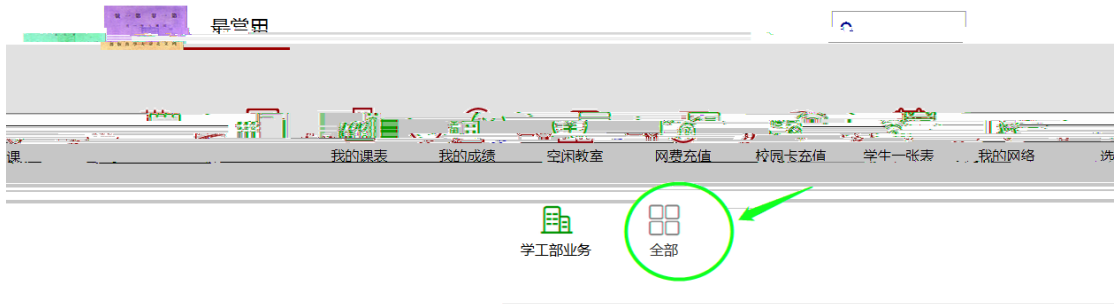 最常用
我的课表 我的成绩 空闲教室 网费充值 校园卡充值 学生一张表 我的网络 选
学工部业务 全部